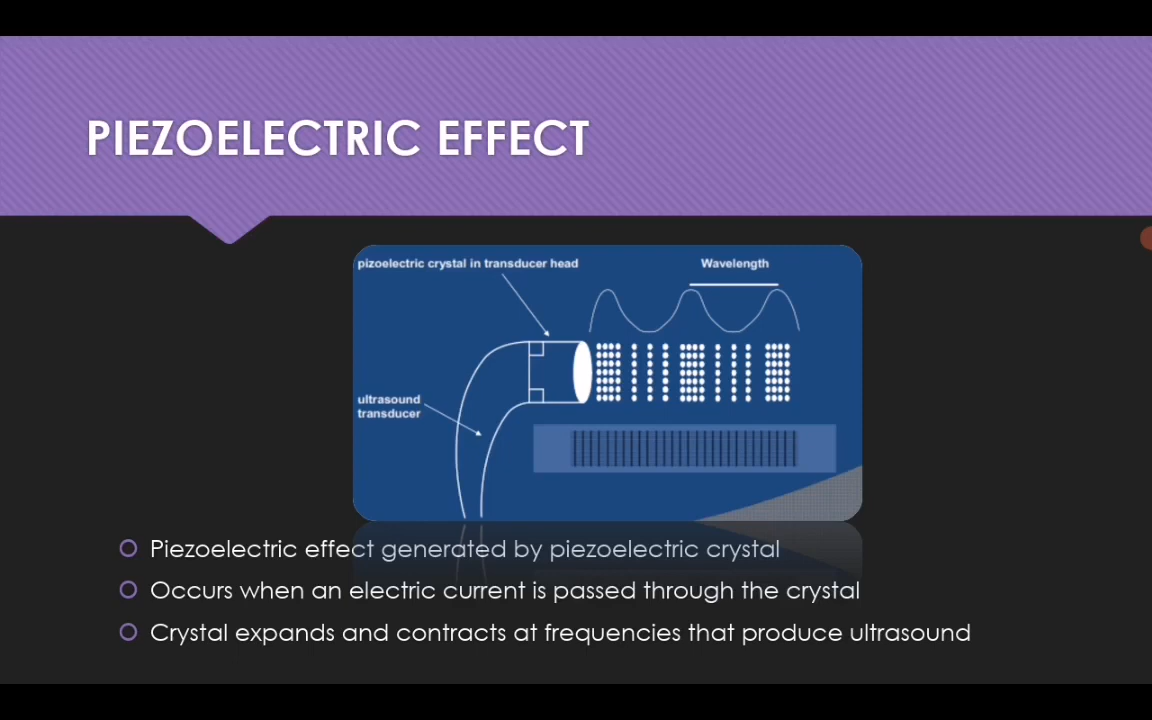 PIEZOELECTRIC EFFECT
pizoelectric crystal in transducer head
Wavelength
ultrasound
transducer
Piezoelectric effect generated by piezoelectric crystal
Occurs when an electric current is passed through the crystal
Crystal expands and contracts at frequencies that produce ultrasound